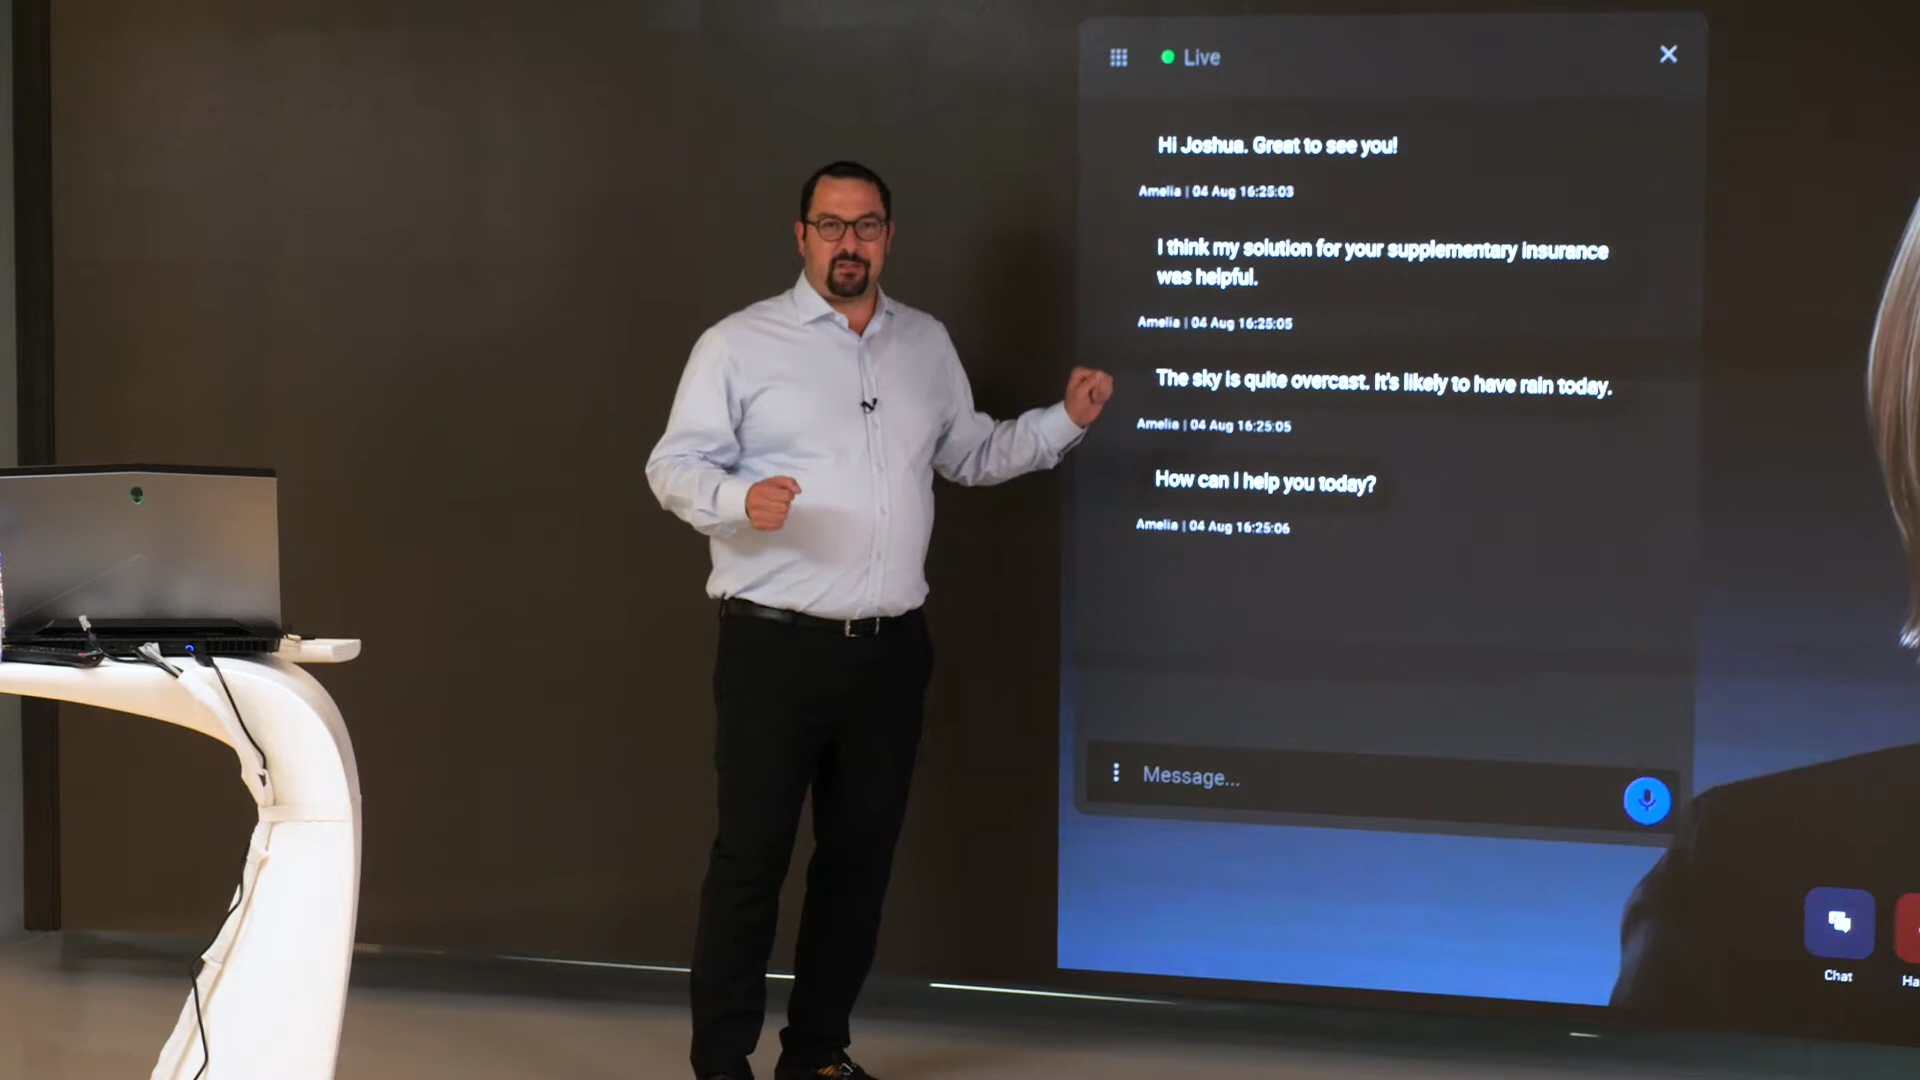 Live
Hi Joshua. Great to see you!
Amelia | 04 Aug 16:25:03
I think my solution for your supplementary insurance
was helpful.
Amelia | 04 Aug 16:25:05
The sky is quite overcast. It's likely to have rain today.
Amelia | 04 Aug 16:25:05
How can I help you today?
Amelia | 04 Aug 16:25:06
Message...
Chat
Ha